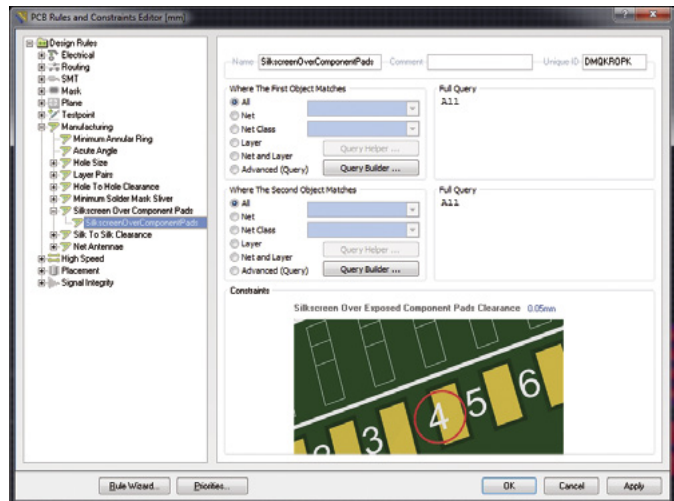 PCB Rules and Constraints Editor [mm]
Design Rules
Electrical
Routing
SMT
Mask
Plane
Testpoint
Manufacturing
Minimum Annular Ring
Acute Angle
Hole Size
Layer Pairs
Hole To Hole Clearance
Minimum Solder Mask Sliver
Silkscreen Over Component Pads
SilkscreenOverComponentPads
Silk To Silk Clearance
Net Antennae
High Speed
Placement
Signal Integrity
Name SilkscreenOverComponentPads Comment Unique ID DMQKROPK
Where The First Object Matches
All
Net
Net Class
Layer
Net and Layer
Advanced (Query)
Query Helper ...
Query Builder ...
Full Query
All
Where The Second Object Matches
All
Net
Net Class
Layer
Net and Layer
Advanced (Query)
Query Helper ...
Query Builder ...
Full Query
All
Constraints
Silkscreen Over Exposed Component Pads Clearance 0.05mm
3 4 5 6
Rule Wizard... Priorities... OK Cancel Apply